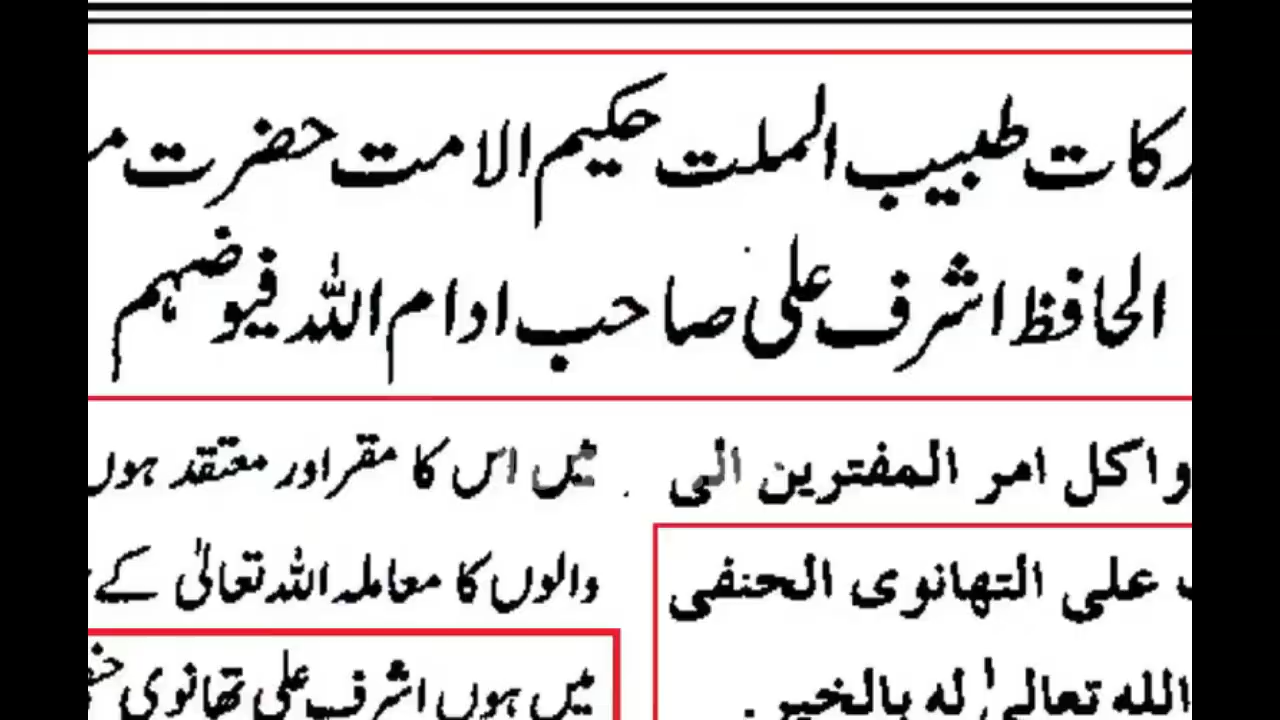 رکات طبیب الملت حکیم الامت حضرت
الحافظ اشرف علی صاحب ادام اللہ فیوضہم
واکل امر المفترین الی
علی التھانوی الحنفی
اللہ تعالیٰ لہ بالخیر۔
میں اس کا مقر اور معتقد ہوں
والوں کا معاملہ اللہ تعالیٰ کے
میں ہوں اشرف علی تھانوی